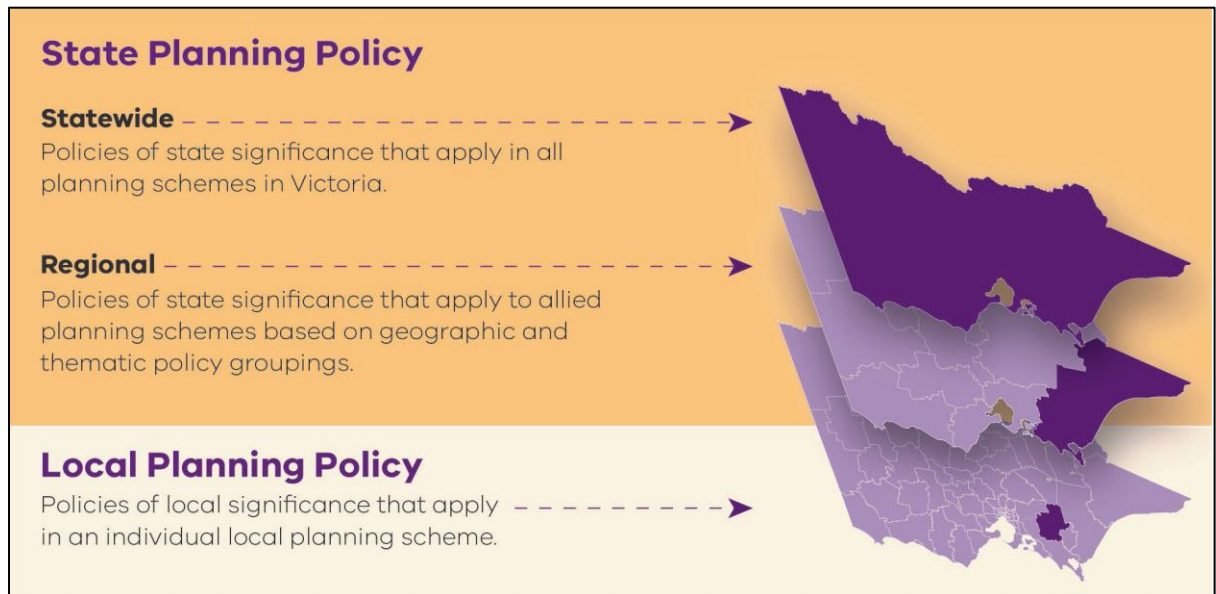 State Planning Policy
Statewide
Policies of state significance that apply in all
planning schemes in Victoria.
Regional
Policies of state significance that apply to allied
planning schemes based on geographic and
thematic policy groupings.
Local Planning Policy
Policies of local significance that apply
in an individual local planning scheme.